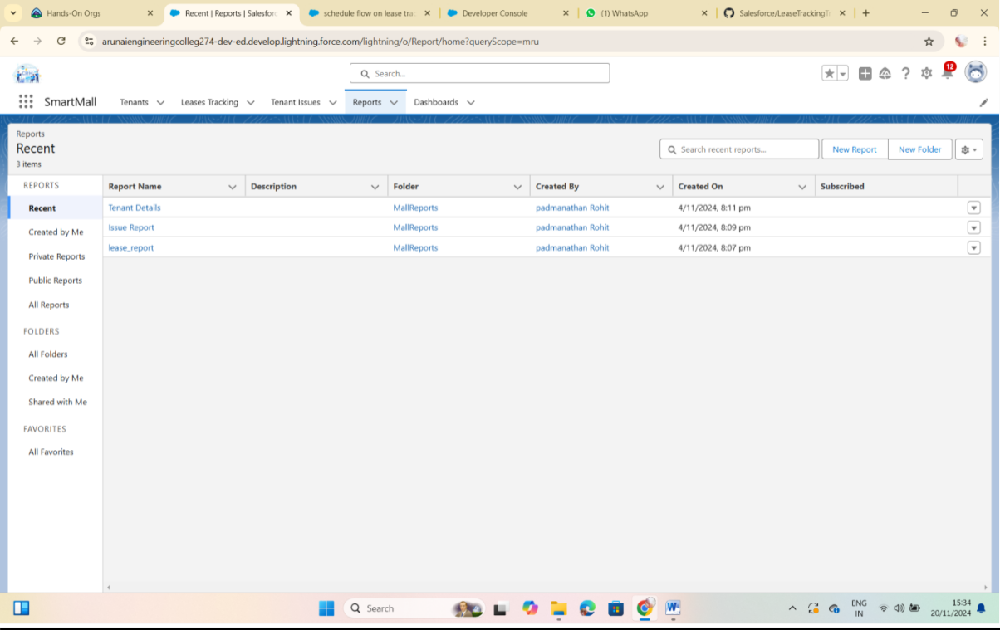 Hands-On Orgs
Recent | Reports | Salesforc
schedule flow on lease trac
Developer Console
(1) WhatsApp
Salesforce/LeaseTrackingTr
arunaiengineeringcolleg274-dev-ed.develop.lightning.force.com/lightning/o/Report/home?queryScope=mru
Search...
12
SmartMall
Tenants
Leases Tracking
Tenant Issues
Reports
Dashboards
Reports
Recent
3 items
Search recent reports...
New Report
New Folder
REPORTS
Recent
Created by Me
Private Reports
Public Reports
All Reports
FOLDERS
All Folders
Created by Me
Shared with Me
FAVORITES
All Favorites
Report Name Description Folder Created By Created On Subscribed
Tenant Details MallReports padmanathan Rohit 4/11/2024, 8:11 pm
Issue Report MallReports padmanathan Rohit 4/11/2024, 8:09 pm
lease_report MallReports padmanathan Rohit 4/11/2024, 8:07 pm
Search
ENG
IN
15:34
20/11/2024